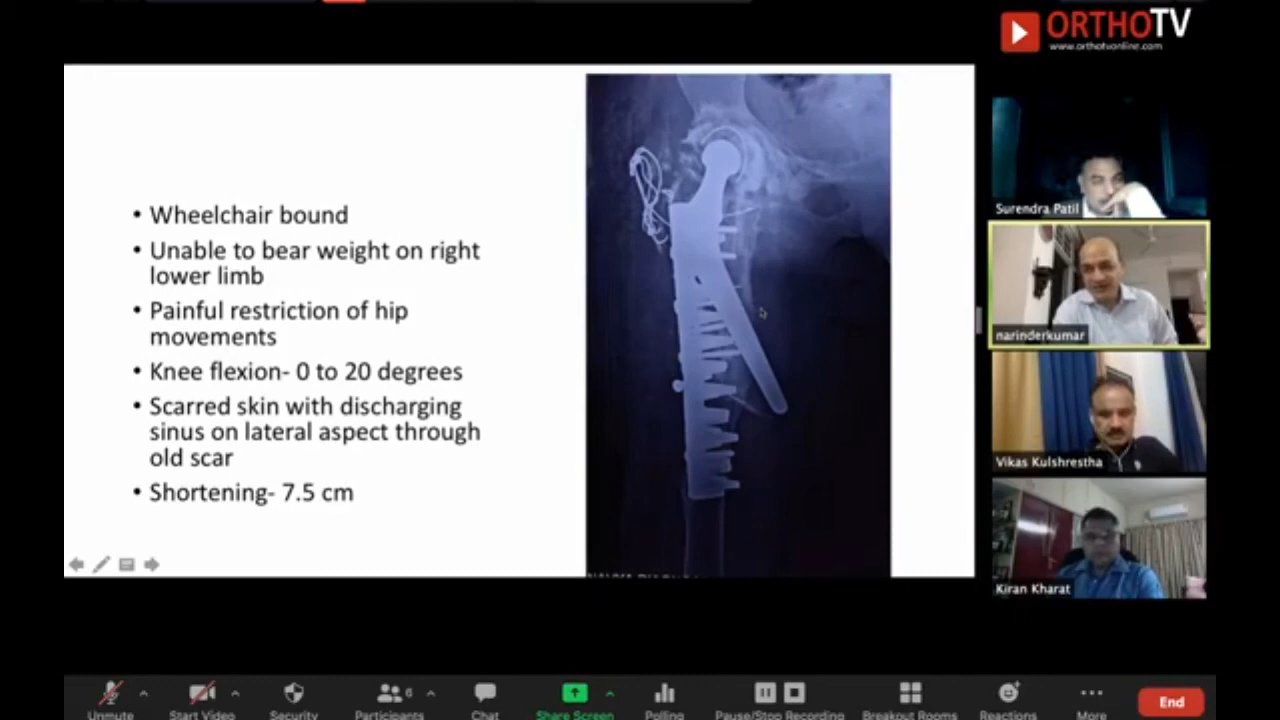 ORTHOTV
www.orthotvonline.com
• Wheelchair bound
• Unable to bear weight on right
lower limb
• Painful restriction of hip
movements
• Knee flexion- 0 to 20 degrees
• Scarred skin with discharging
sinus on lateral aspect through
old scar
• Shortening- 7.5 cm
Surendra Patil
narinderkumar
Vikas Kulshrestha
Kiran Kharat
Unmute
Start Video
Security
Participants
6
Chat
Share Screen
Polling
Pause/Stop Recording
Breakout Rooms
Reactions
More
End